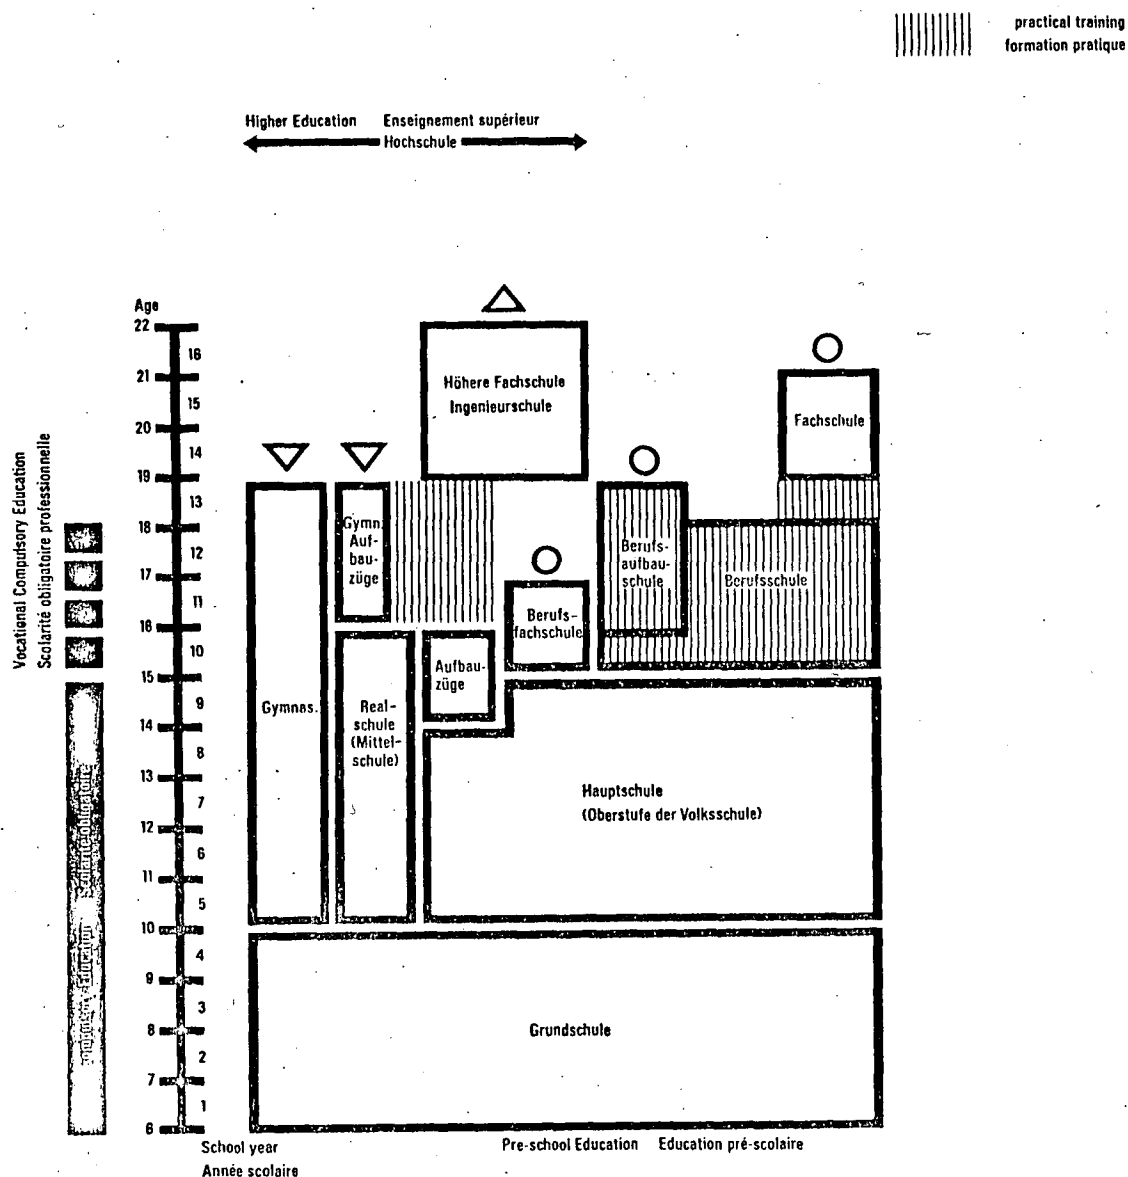 practical training
formation pratique
Higher Education Enseignement supérieur
Hochschule
Age
22
16
21
15
20
14
19
13
18
12
17
11
16
10
15
9
14
8
13
7
12
6
11
5
10
4
9
3
8
2
7
1
6
School year
Année scolaire
Vocational Compulsory Education
Scolarité obligatoire professionnelle
Compulsory Education Scolarité obligatoire
Höhere Fachschule
Ingenieurschule
Fachschule
Gymn.
Auf-
bau-
züge
Berufs-
aufbau-
schule
Berufsschule
Berufs-
fachschule
Aufbau-
züge
Gymnas.
Real-
schule
(Mittel-
schule)
Hauptschule
(Oberstufe der Volksschule)
Grundschule
Pre-school Education Education pré-scolaire